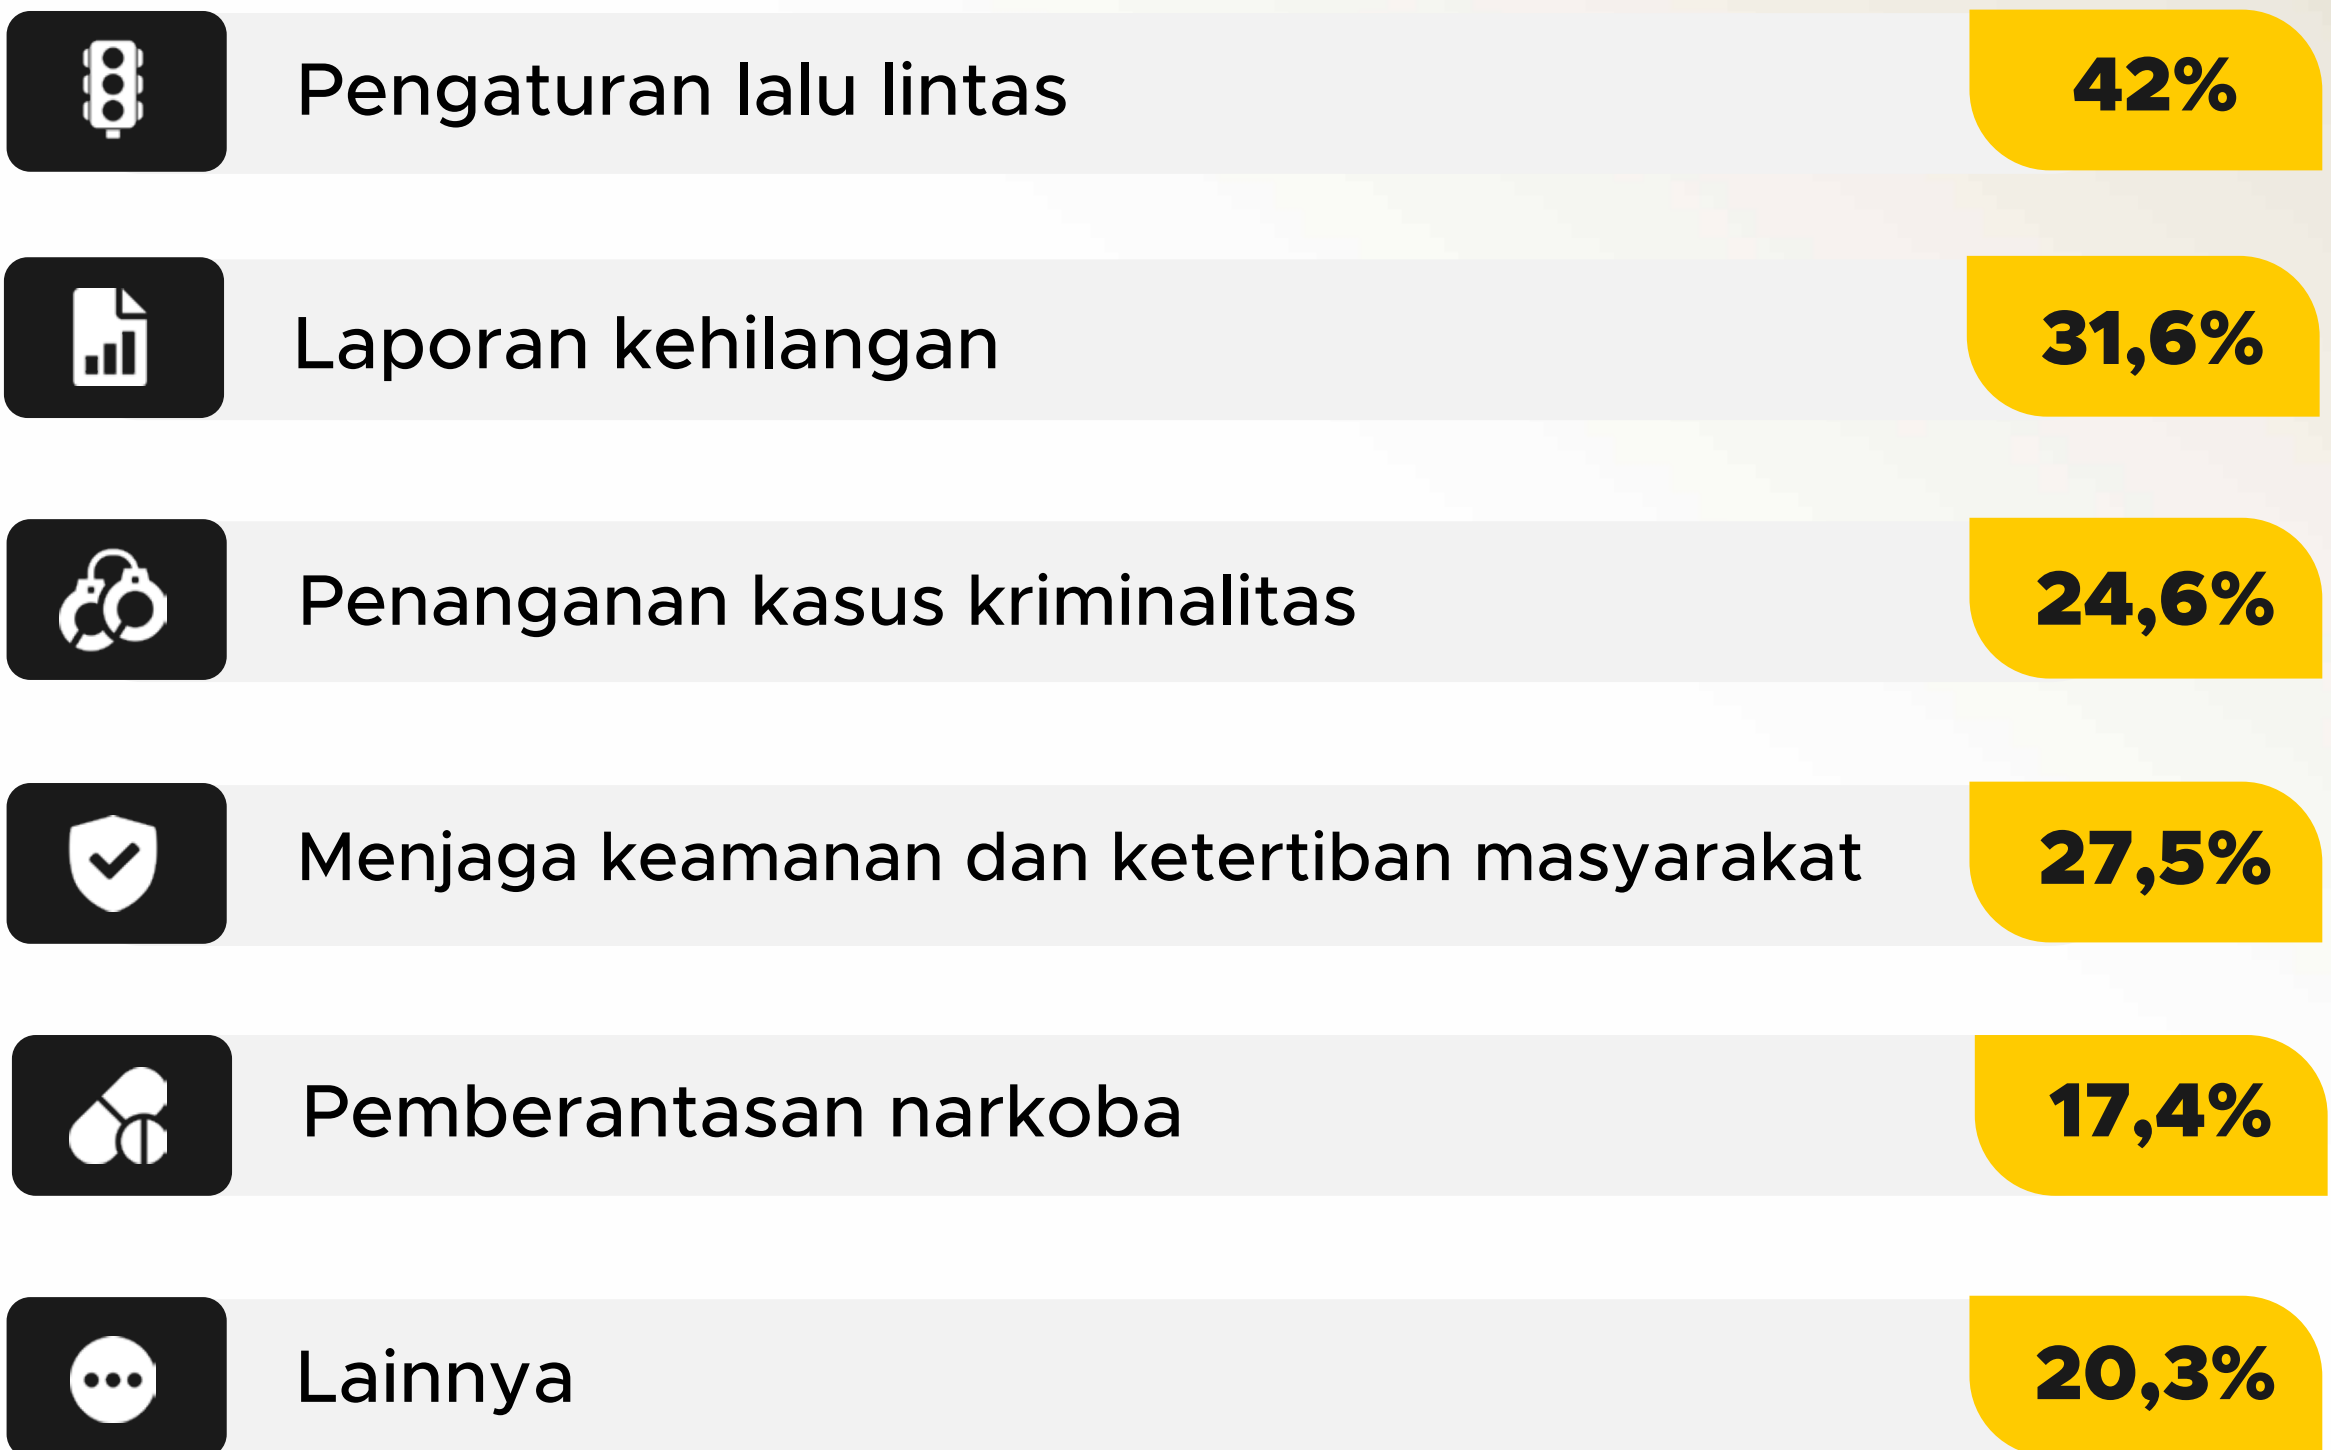 Pengaturan lalu lintas 42%
Laporan kehilangan 31,6%
Penanganan kasus kriminalitas 24,6%
Menjaga keamanan dan ketertiban masyarakat 27,5%
Pemberantasan narkoba 17,4%
Lainnya 20,3%